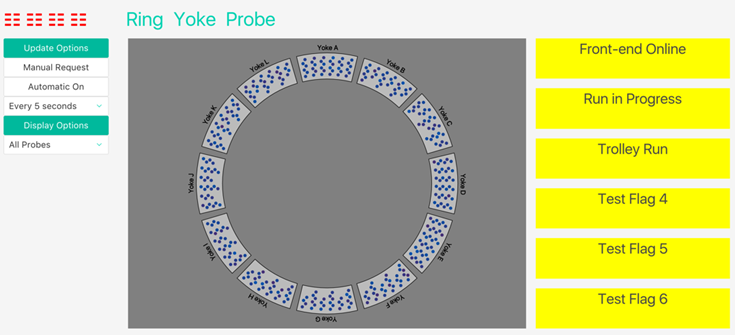 Ring Yoke Probe
Update Options
Manual Request
Automatic On
Every 5 seconds
Display Options
All Probes
Yoke A
Yoke B
Yoke C
Yoke D
Yoke E
Yoke F
Yoke G
Yoke H
Yoke I
Yoke J
Yoke K
Yoke L
Front-end Online
Run in Progress
Trolley Run
Test Flag 4
Test Flag 5
Test Flag 6